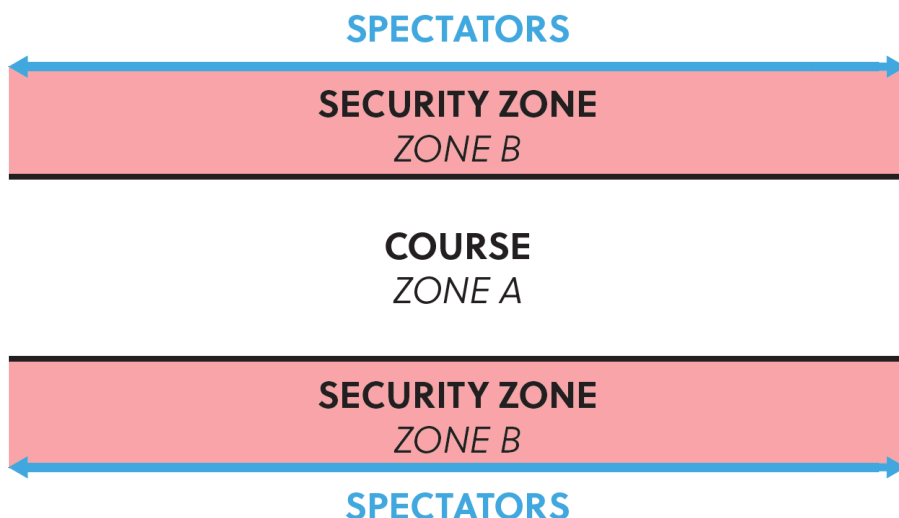 SPECTATORS
SECURITY ZONE
ZONE B
COURSE
ZONE A
SECURITY ZONE
ZONE B
SPECTATORS